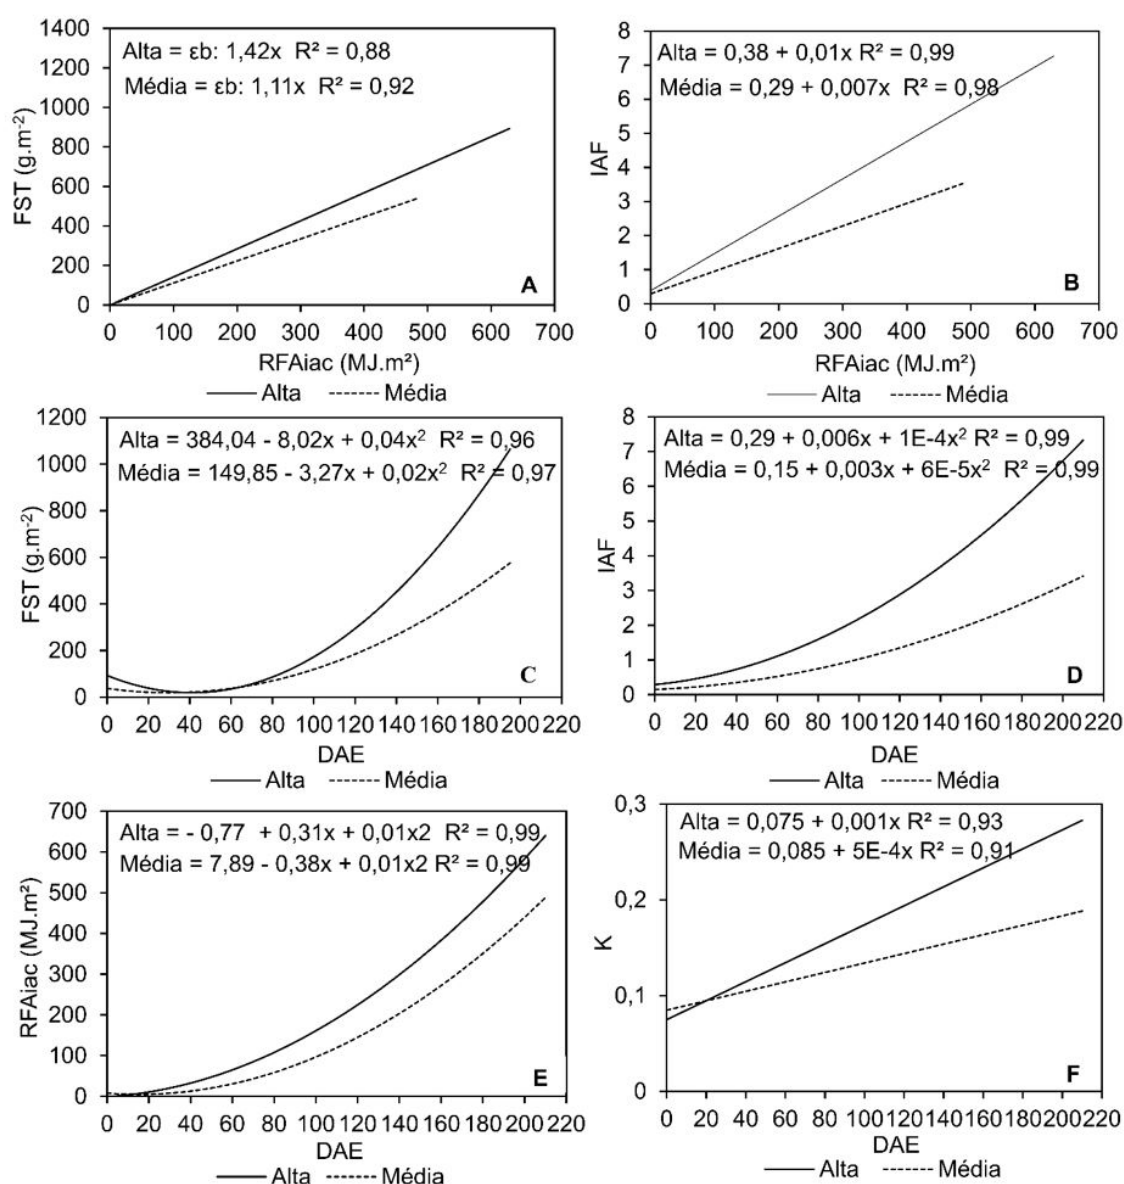 Alta = εb: 1,42x R² = 0,88
Média = εb: 1,11x R² = 0,92
FST (g.m⁻²)
1400
1200
1000
800
600
400
200
0
0 100 200 300 400 500 600 700
A
RFAiac (MJ.m²)
Alta Média
Alta = 0,38 + 0,01x R² = 0,99
Média = 0,29 + 0,007x R² = 0,98
IAF
8
7
6
5
4
3
2
1
0
0 100 200 300 400 500 600 700
B
RFAiac (MJ.m²)
Alta Média
Alta = 384,04 - 8,02x + 0,04x² R² = 0,96
Média = 149,85 - 3,27x + 0,02x² R² = 0,97
FST (g.m⁻²)
1200
1000
800
600
400
200
0
0 20 40 60 80 100 120 140 160 180 200 220
C
DAE
Alta Média
Alta = 0,29 + 0,006x + 1E-4x² R² = 0,99
Média = 0,15 + 0,003x + 6E-5x² R² = 0,99
IAF
8
7
6
5
4
3
2
1
0
0 20 40 60 80 100 120 140 160 180 200 220
D
DAE
Alta Média
Alta = - 0,77 + 0,31x + 0,01x2 R² = 0,99
Média = 7,89 - 0,38x + 0,01x2 R² = 0,99
RFAiac (MJ.m²)
700
600
500
400
300
200
100
0
0 20 40 60 80 100 120 140 160 180 200 220
E
DAE
Alta Média
Alta = 0,075 + 0,001x R² = 0,93
Média = 0,085 + 5E-4x R² = 0,91
K
0,3
0,2
0,1
0
0 20 40 60 80 100 120 140 160 180 200 220
F
DAE
Alta Média